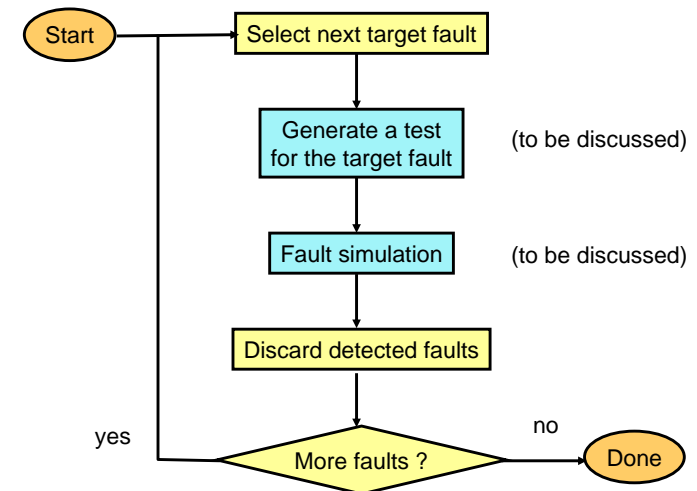 Start
Select next target fault
Generate a test
for the target fault
(to be discussed)
Fault simulation
(to be discussed)
Discard detected faults
yes
More faults ?
no
Done